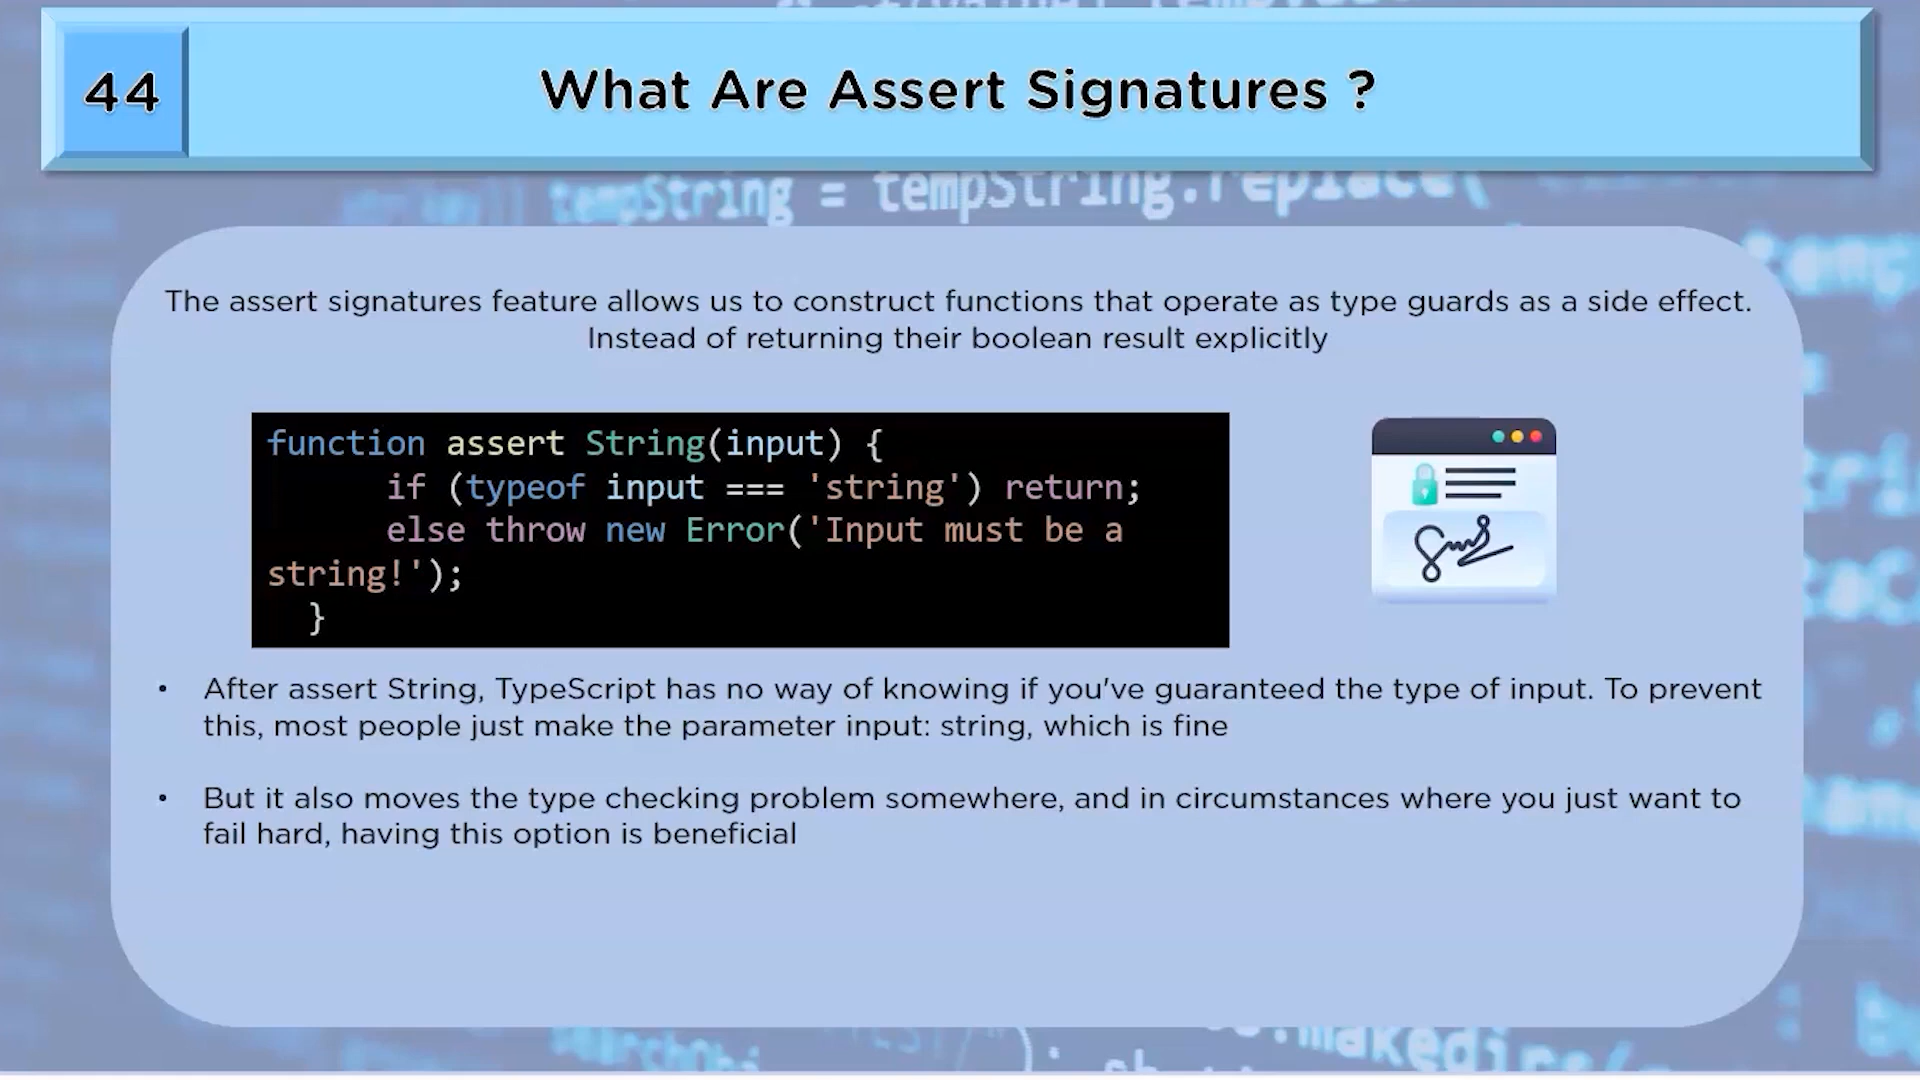 44
What Are Assert Signatures ?
tempString = tempString.replace(
The assert signatures feature allows us to construct functions that operate as type guards as a side effect.
Instead of returning their boolean result explicitly
function assert String(input) {
if (typeof input === 'string') return;
else throw new Error('Input must be a
string!');
}
• After assert String, TypeScript has no way of knowing if you've guaranteed the type of input. To prevent
this, most people just make the parameter input: string, which is fine
• But it also moves the type checking problem somewhere, and in circumstances where you just want to
fail hard, having this option is beneficial